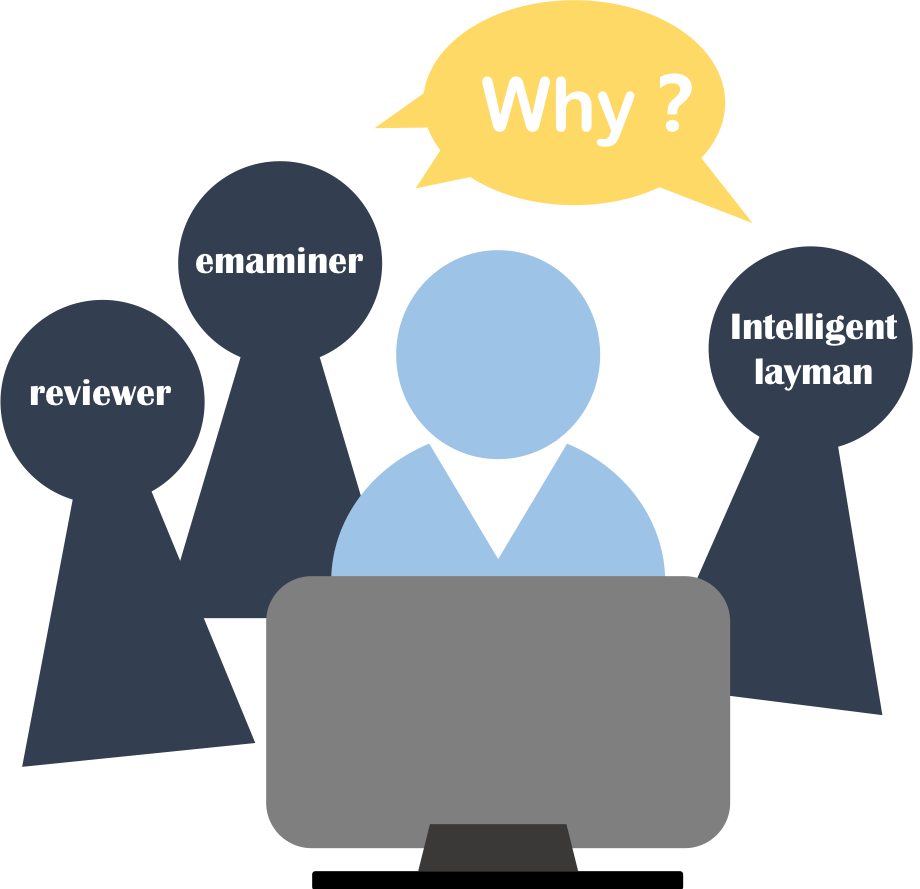 Why ?
emaminer
Intelligent
layman
reviewer